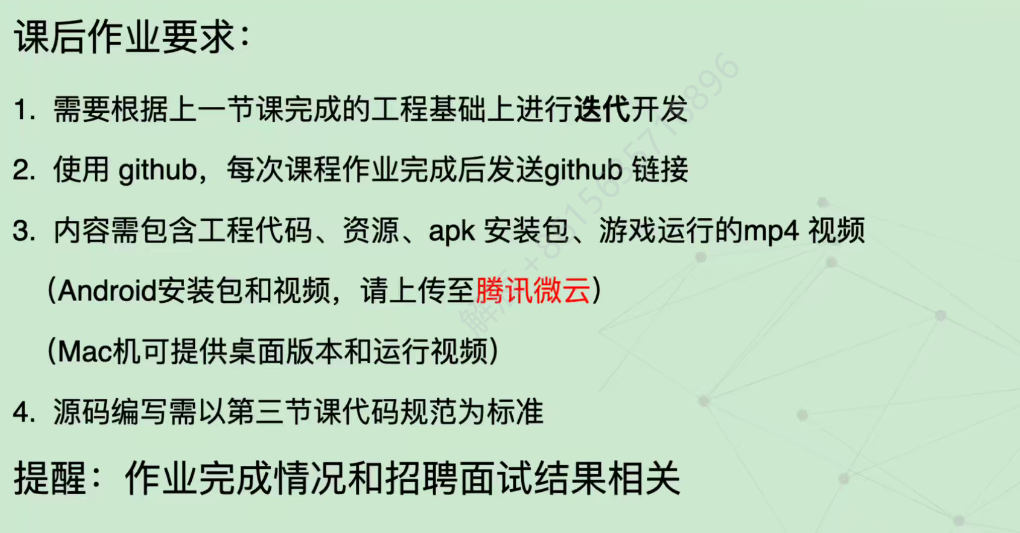 课后作业要求：
1. 需要根据上一节课完成的工程基础上进行迭代开发
2. 使用 github，每次课程作业完成后发送github 链接
3. 内容需包含工程代码、资源、apk 安装包、游戏运行的mp4 视频
（Android安装包和视频，请上传至腾讯微云）
（Mac机可提供桌面版本和运行视频）
4. 源码编写需以第三节课代码规范为标准
提醒：作业完成情况和招聘面试结果相关